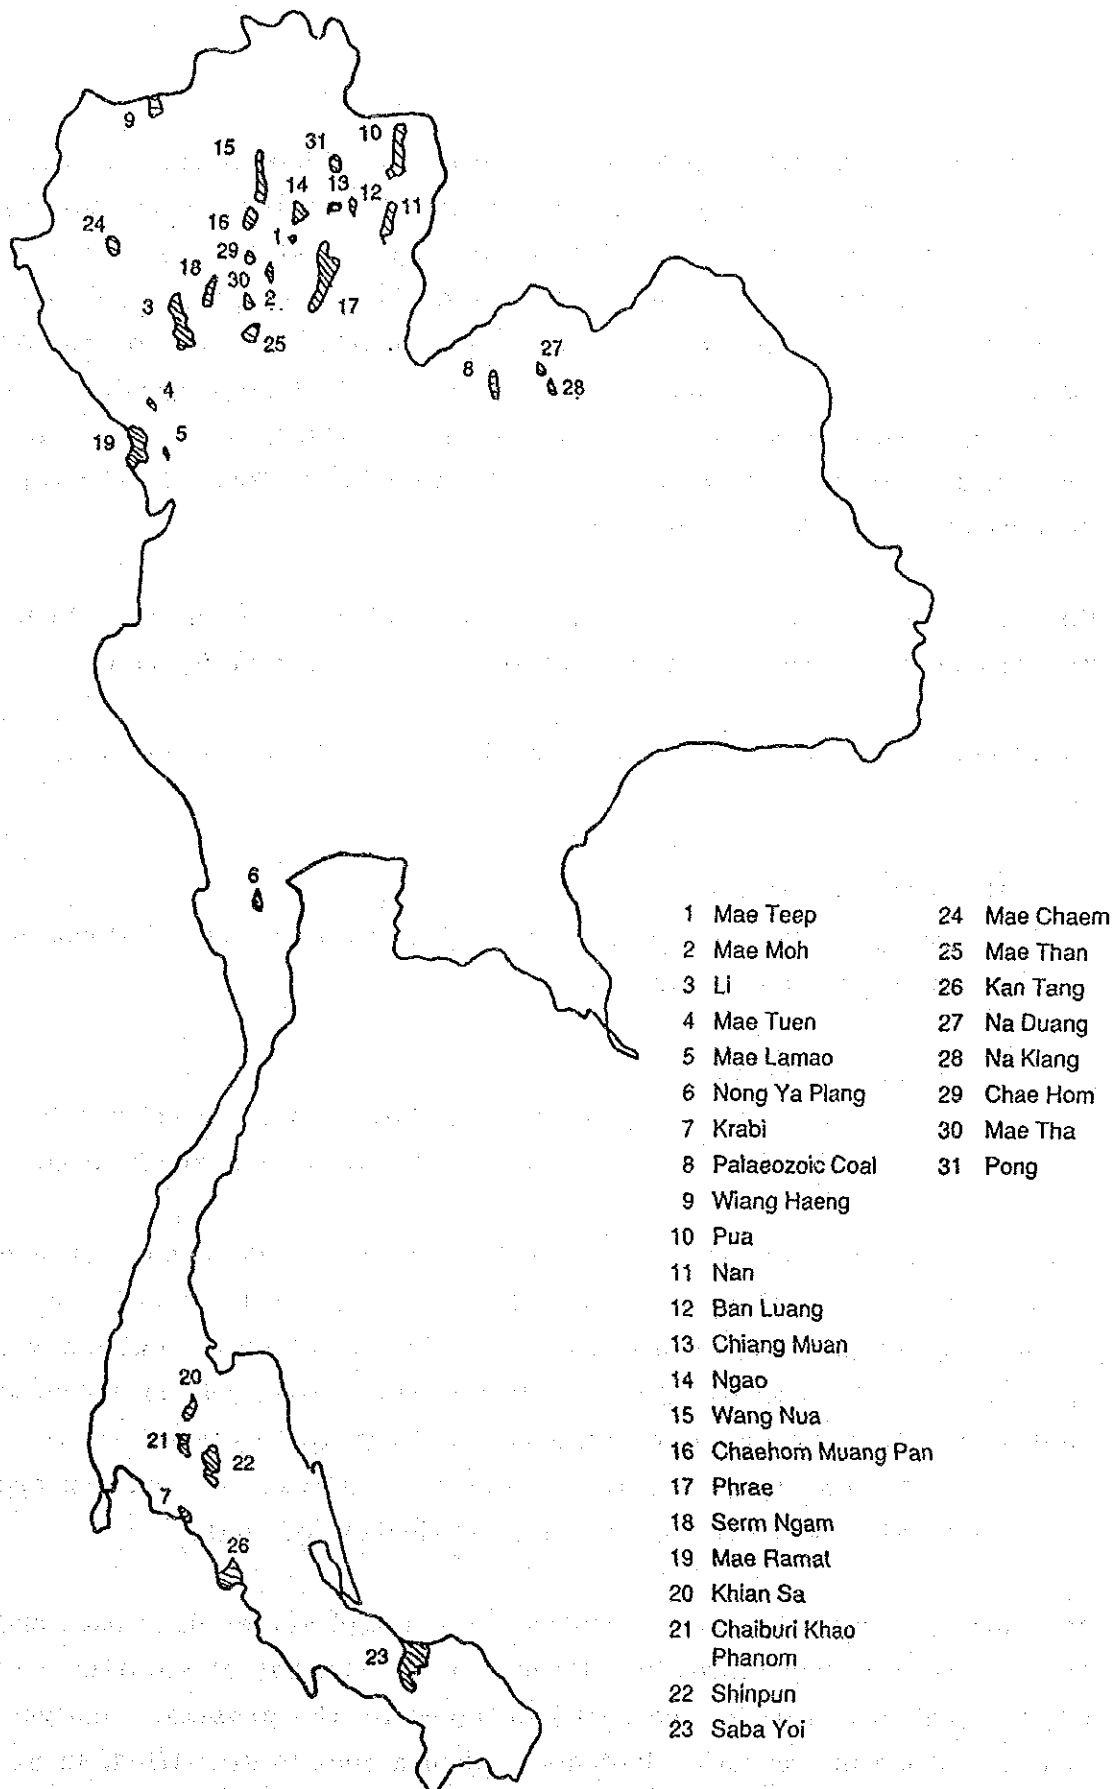 9
10
31
15
14
13
12
11
16
24
1
29
18
30
3
2
17
25
27
8
28
4
19
5
6
20
21
22
7
26
23
1 Mae Teep
2 Mae Moh
3 Li
4 Mae Tuen
5 Mae Lamao
6 Nong Ya Plang
7 Krabi
8 Palaeozoic Coal
9 Wiang Haeng
10 Pua
11 Nan
12 Ban Luang
13 Chiang Muan
14 Ngao
15 Wang Nua
16 Chaehom Muang Pan
17 Phrae
18 Serm Ngam
19 Mae Ramat
20 Khian Sa
21 Chaiburi Khao
Phanom
22 Shinpun
23 Saba Yoi
24 Mae Chaem
25 Mae Than
26 Kan Tang
27 Na Duang
28 Na Klang
29 Chae Hom
30 Mae Tha
31 Pong